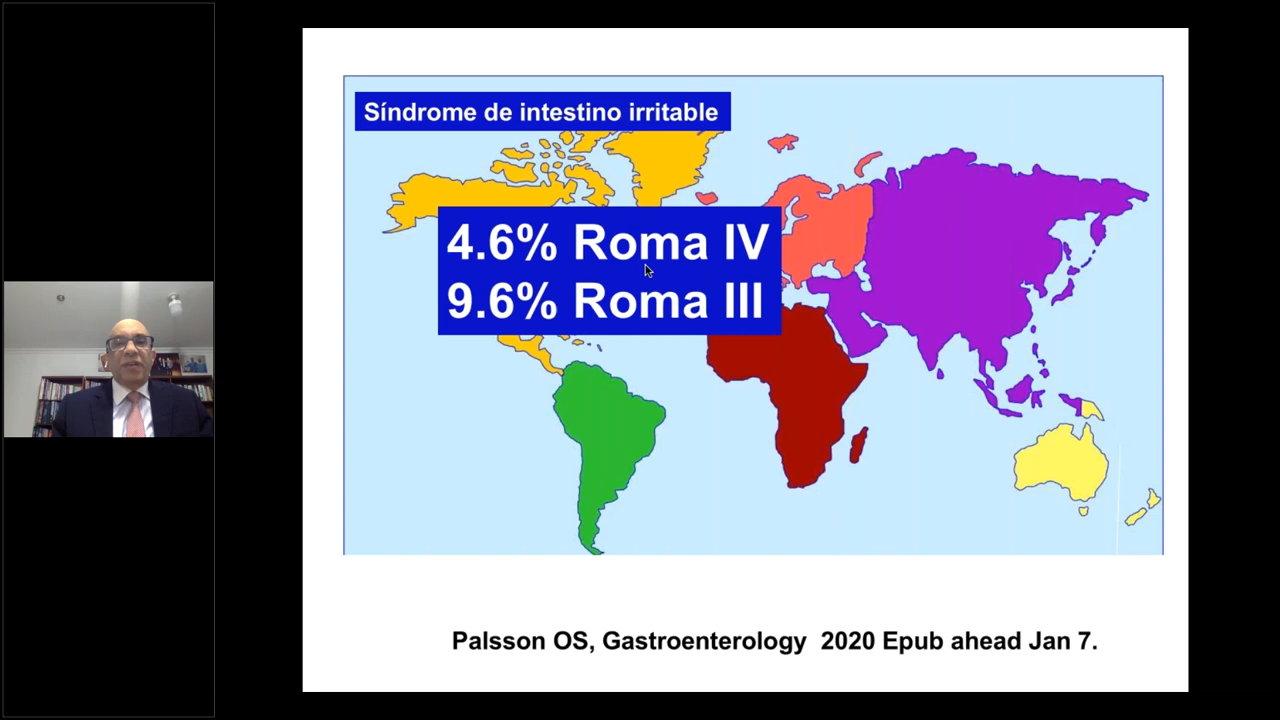 Síndrome de intestino irritable
4.6% Roma IV
9.6% Roma III
Palsson OS, Gastroenterology 2020 Epub ahead Jan 7.